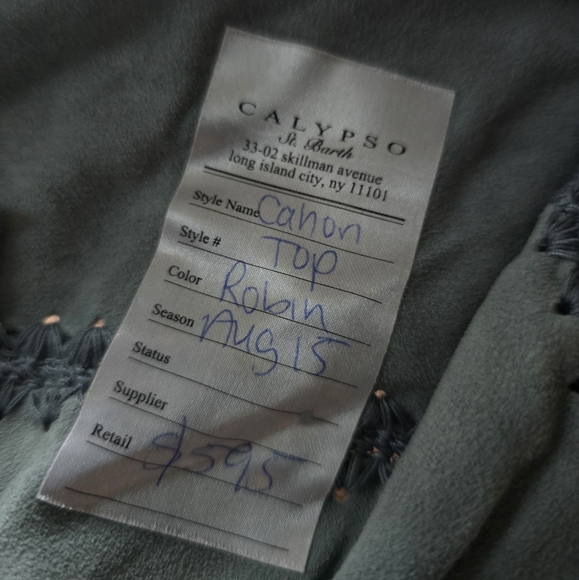 CALYPSO
St. Barth
33-02 skillman avenue
long island city, ny 11101
Style Name Cahon
Style # Top
Color Robin
Season Aug 15
Status
Supplier
Retail $595